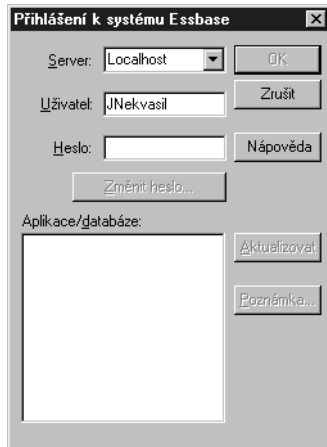 Přihlášení k systému Essbase
Server: Localhost OK
Uživatel: JNekvasil Zrušit
Heslo: Nápověda
Změnit heslo...
Aplikace/databáze:
Aktualizovat
Poznámka...